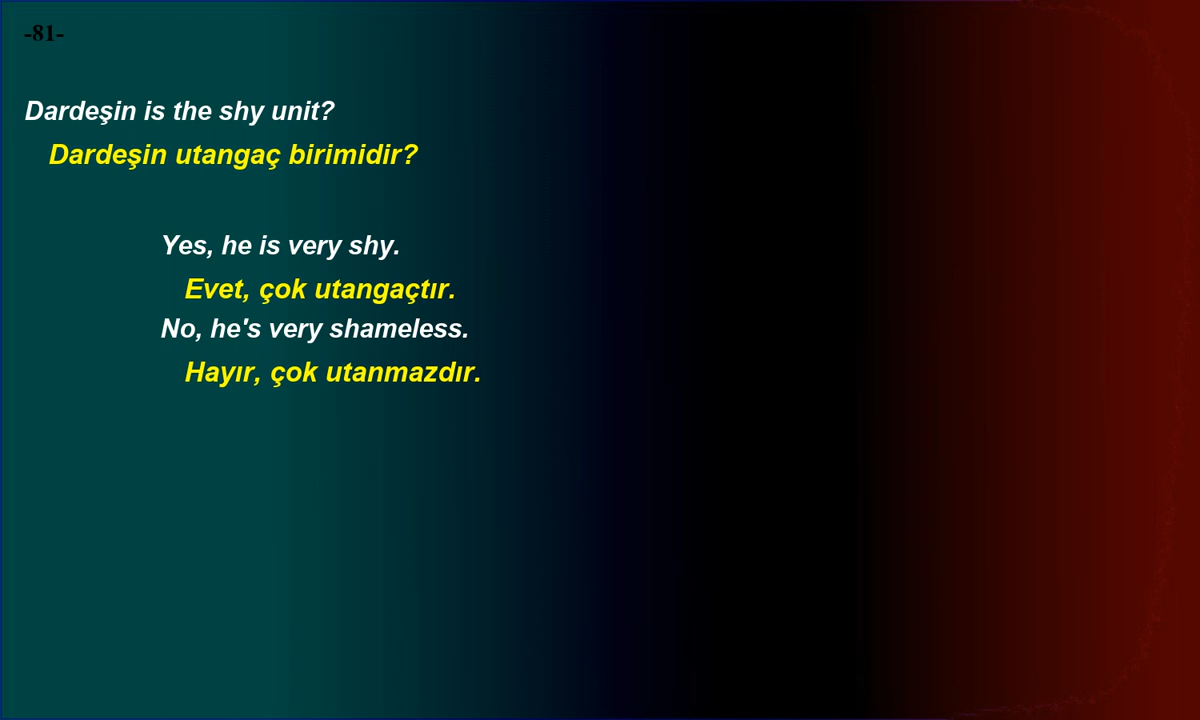 -81-
Dardeşin is the shy unit?
Dardeşin utangaç birimidir?
Yes, he is very shy.
Evet, çok utangaçtır.
No, he's very shameless.
Hayır, çok utanmazdır.